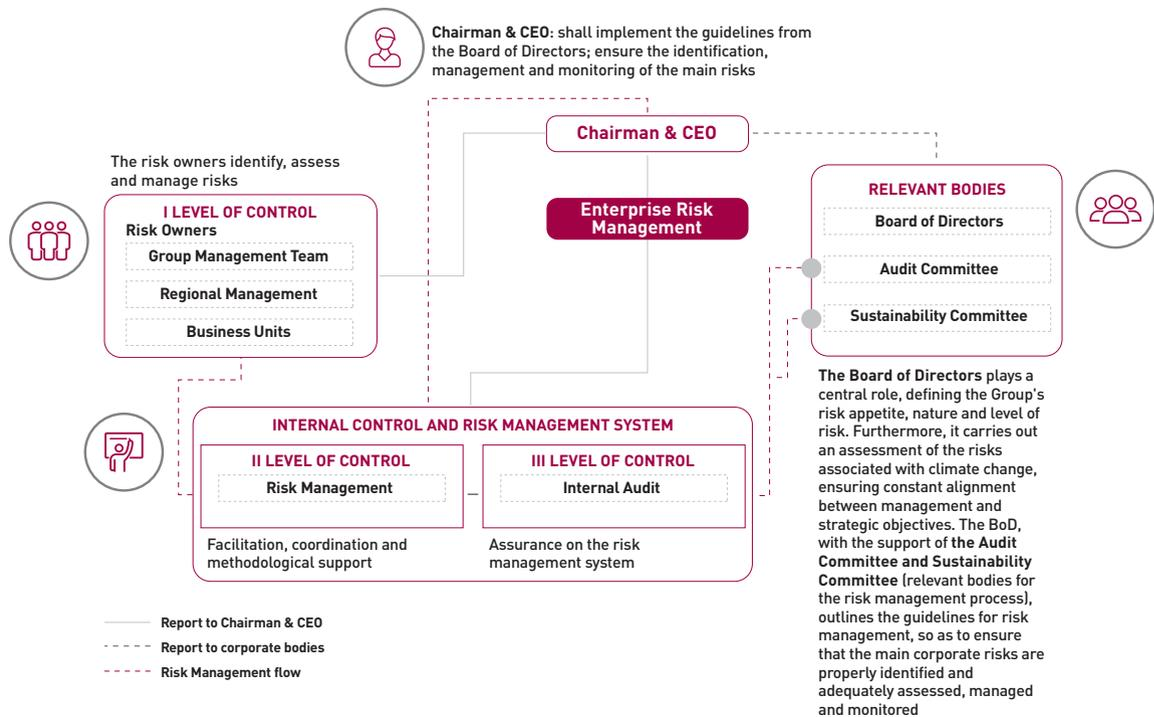 Chairman & CEO: shall implement the guidelines from
the Board of Directors; ensure the identification,
management and monitoring of the main risks
Chairman & CEO
The risk owners identify, assess
and manage risks
I LEVEL OF CONTROL
Risk Owners
Group Management Team
Regional Management
Business Units
Enterprise Risk
Management
RELEVANT BODIES
Board of Directors
Audit Committee
Sustainability Committee
The Board of Directors plays a
central role, defining the Group's
risk appetite, nature and level of
risk. Furthermore, it carries out
an assessment of the risks
associated with climate change,
ensuring constant alignment
between management and
strategic objectives. The BoD,
with the support of the Audit
Committee and Sustainability
Committee (relevant bodies for
the risk management process),
outlines the guidelines for risk
management, so as to ensure
that the main corporate risks are
properly identified and
adequately assessed, managed
and monitored
INTERNAL CONTROL AND RISK MANAGEMENT SYSTEM
II LEVEL OF CONTROL
Risk Management
Facilitation, coordination and
methodological support
III LEVEL OF CONTROL
Internal Audit
Assurance on the risk
management system
Report to Chairman & CEO
Report to corporate bodies
Risk Management flow